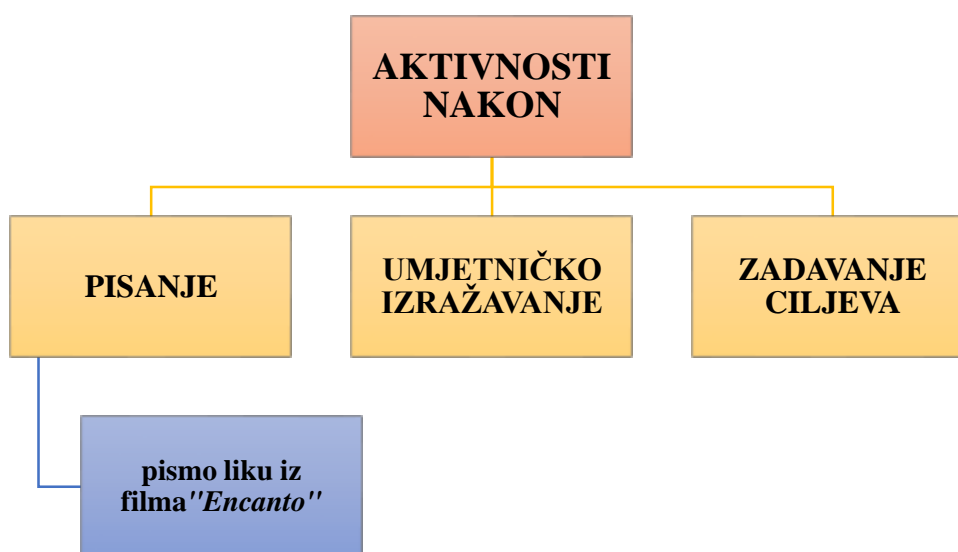 AKTIVNOSTI
NAKON
PISANJE
UMJETNIČKO
IZRAŽAVANJE
ZADAVANJE
CILJEVA
pismo liku iz
filma"Encanto"